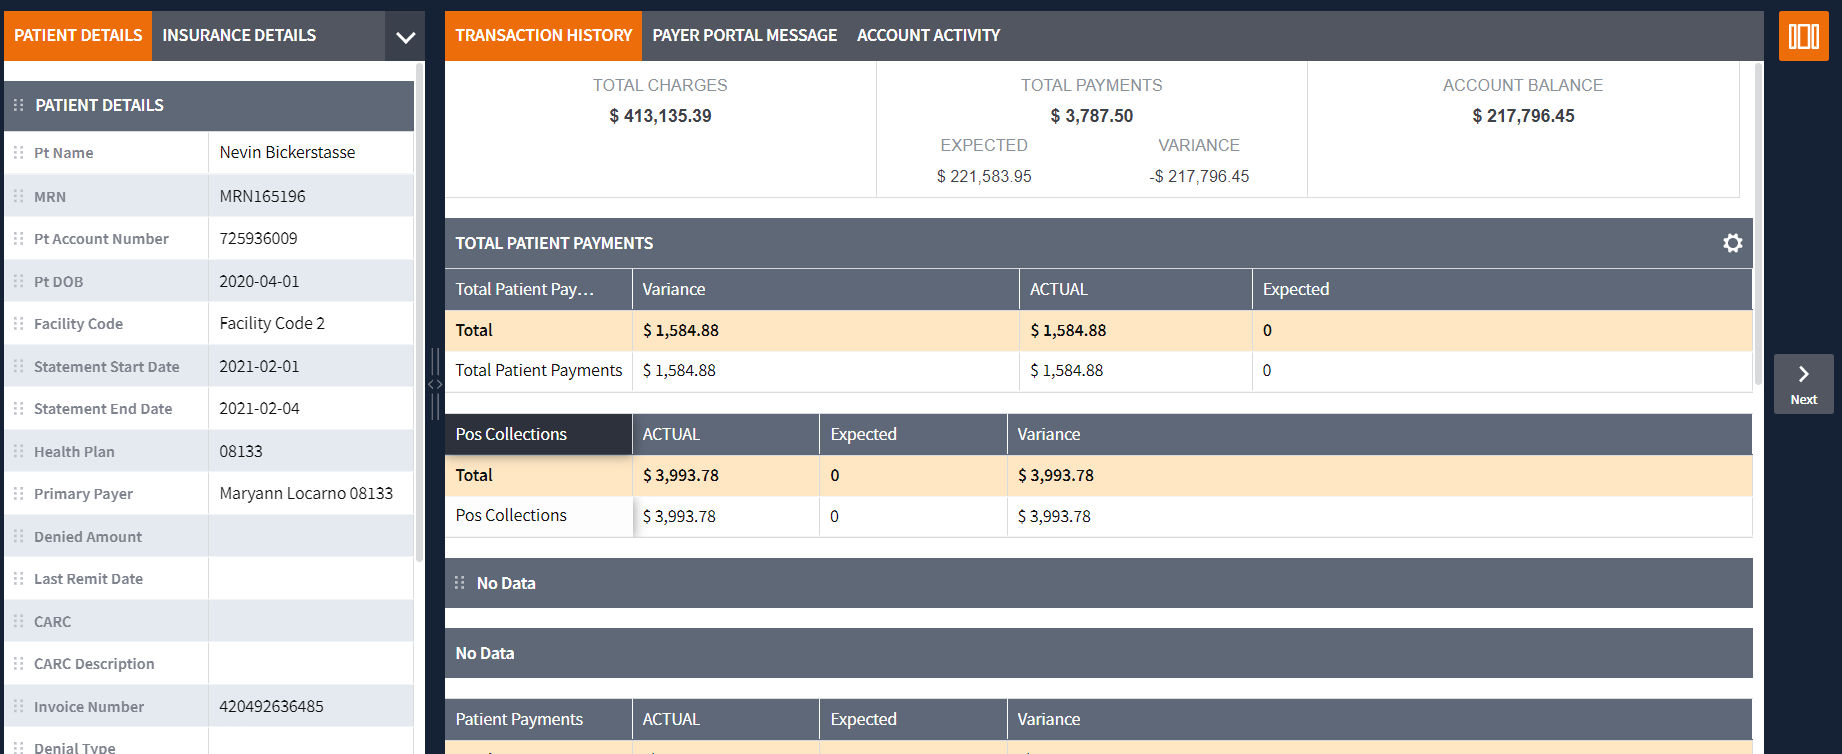 PATIENT DETAILS
INSURANCE DETAILS
PATIENT DETAILS
Pt Name Nevin Bickerstasse
MRN MRN165196
Pt Account Number 725936009
Pt DOB 2020-04-01
Facility Code Facility Code 2
Statement Start Date 2021-02-01
Statement End Date 2021-02-04
Health Plan 08133
Primary Payer Maryann Locarno 08133
Denied Amount
Last Remit Date
CARC
CARC Description
Invoice Number 420492636485
Denial Type
TRANSACTION HISTORY PAYER PORTAL MESSAGE ACCOUNT ACTIVITY
TOTAL CHARGES
$ 413,135.39
TOTAL PAYMENTS
$ 3,787.50
EXPECTED VARIANCE
$ 221,583.95 -$ 217,796.45
ACCOUNT BALANCE
$ 217,796.45
TOTAL PATIENT PAYMENTS
Total Patient Pay... Variance ACTUAL Expected
Total $ 1,584.88 $ 1,584.88 0
Total Patient Payments $ 1,584.88 $ 1,584.88 0
Pos Collections ACTUAL Expected Variance
Total $ 3,993.78 0 $ 3,993.78
Pos Collections $ 3,993.78 0 $ 3,993.78
No Data
No Data
Patient Payments ACTUAL Expected Variance
Next